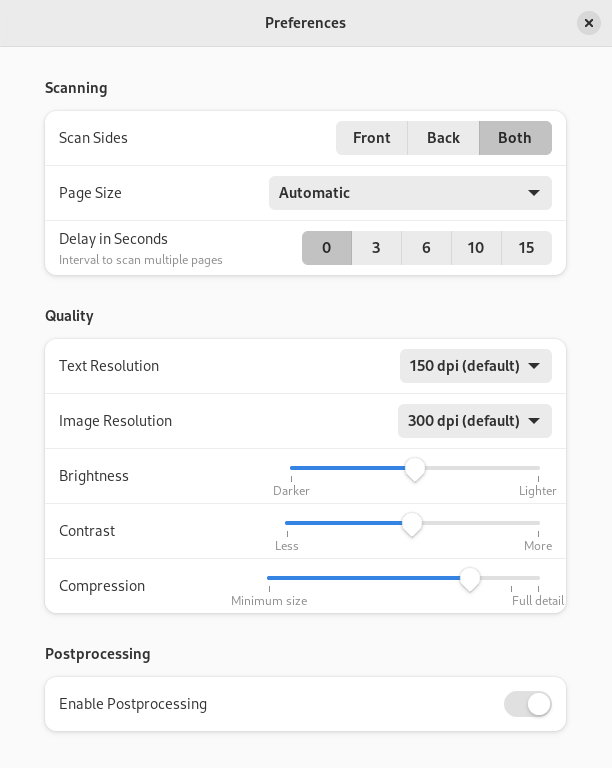 Preferences
Scanning
Scan Sides Front Back Both
Page Size Automatic
Delay in Seconds 0 3 6 10 15
Interval to scan multiple pages
Quality
Text Resolution 150 dpi (default)
Image Resolution 300 dpi (default)
Brightness
Darker Lighter
Contrast
Less More
Compression
Minimum size Full detail
Postprocessing
Enable Postprocessing